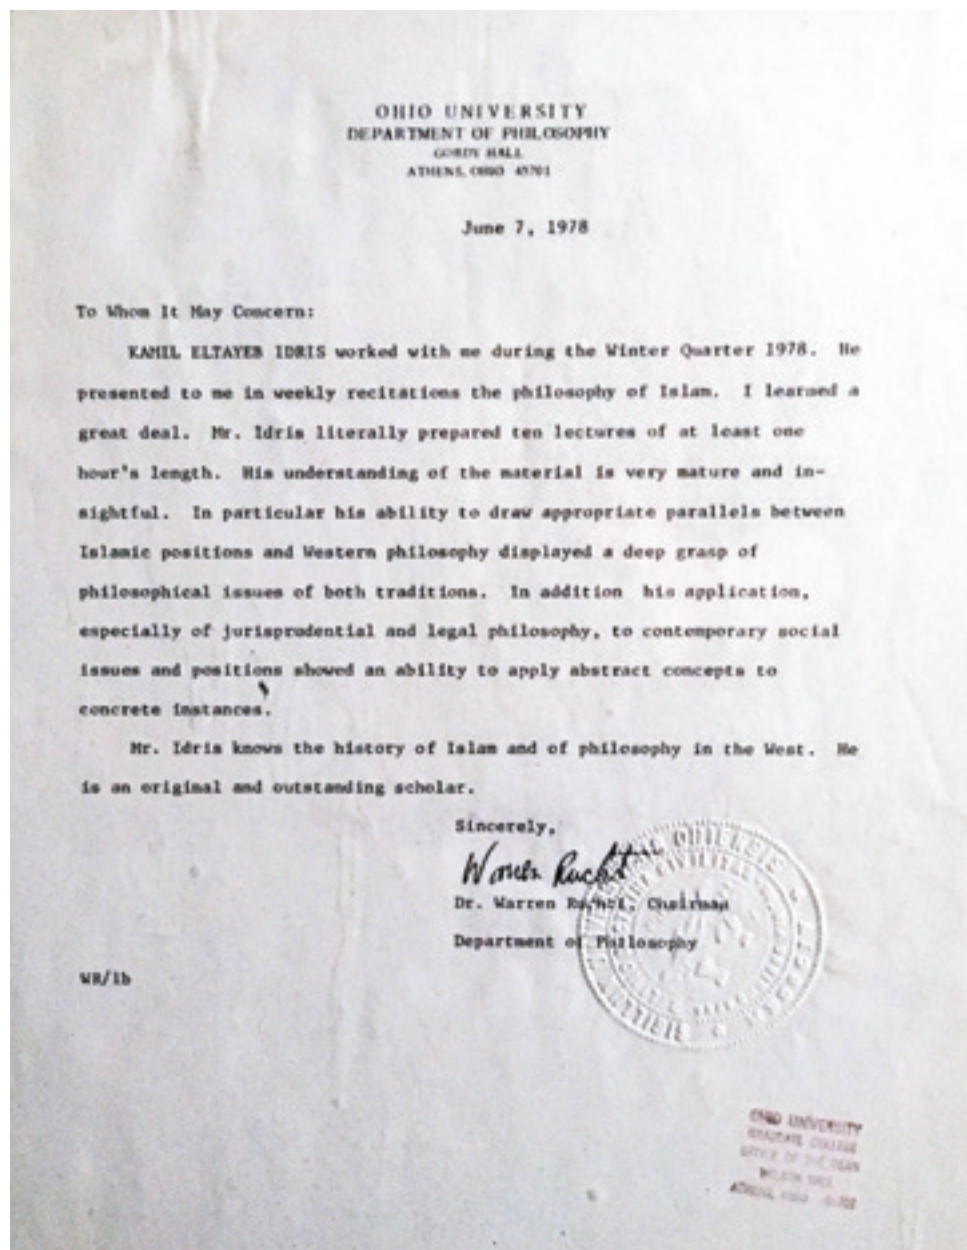 OHIO UNIVERSITY
DEPARTMENT OF PHILOSOPHY
GORDY HALL
ATHENS, OHIO 45701
June 7, 1978
To Whom It May Concern:
KAMIL ELTAYEB IDRIS worked with me during the Winter Quarter 1978. He
presented to me in weekly recitations the philosophy of Islam. I learned a
great deal. Mr. Idris literally prepared ten lectures of at least one
hour's length. His understanding of the material is very mature and in-
sightful. In particular his ability to draw appropriate parallels between
Islamic positions and Western philosophy displayed a deep grasp of
philosophical issues of both traditions. In addition his application,
especially of jurisprudential and legal philosophy, to contemporary social
issues and positions showed an ability to apply abstract concepts to
concrete instances.
Mr. Idris knows the history of Islam and of philosophy in the West. He
is an original and outstanding scholar.
Sincerely,
Dr. Warren Chairman
Department of Philosophy
WR/lb
OHIO UNIVERSITY
GRADUATE COLLEGE
OFFICE OF THE DEAN
WILSON HALL
ATHENS, OHIO